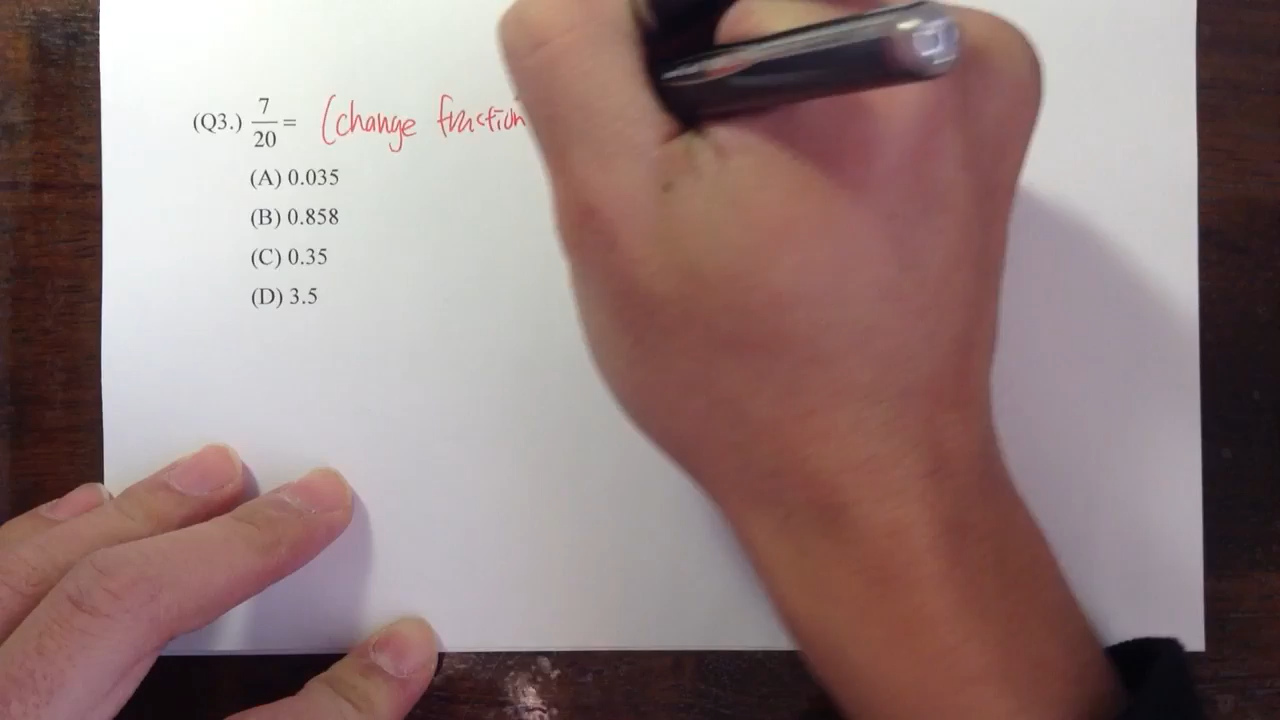 (Q3.) 7/20 = (change fraction
(A) 0.035
(B) 0.858
(C) 0.35
(D) 3.5